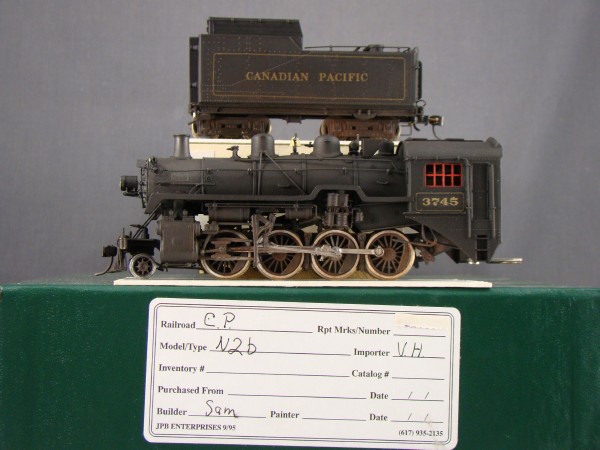 CANADIAN PACIFIC
3745
Railroad C.P. Rpt Mrks/Number
Model/Type N2b Importer V.H.
Inventory # Catalog #
Purchased From Date / /
Builder Sam Painter Date / /
JPB ENTERPRISES 9/95 (617) 935-2135